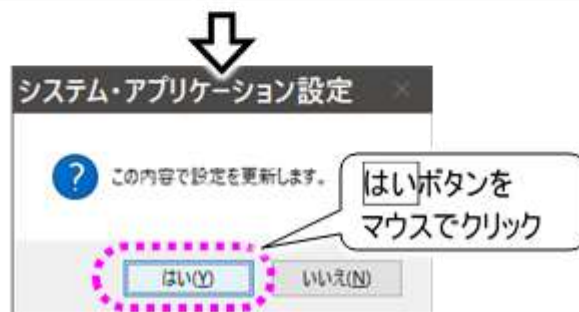 システム・アプリケーション設定
この内容で設定を更新します。
はいボタンを
マウスでクリック
はい(Y)
いいえ(N)